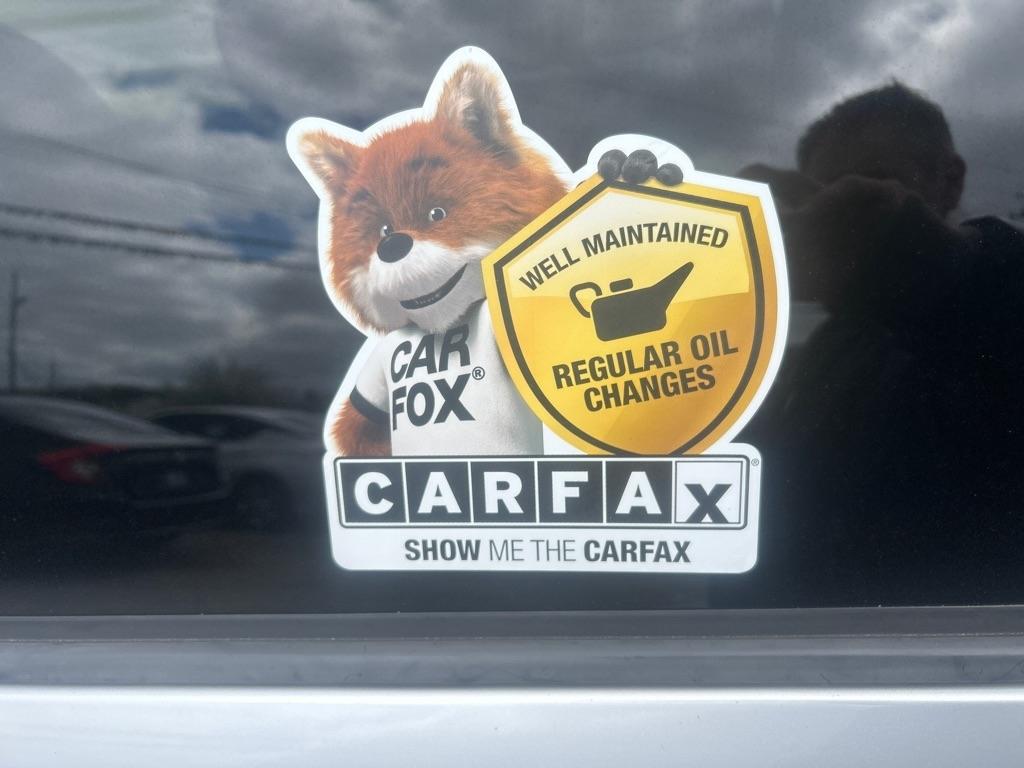 WELL MAINTAINED
REGULAR OIL
CHANGES
CAR
FOX®
CARFAX®
SHOW ME THE CARFAX